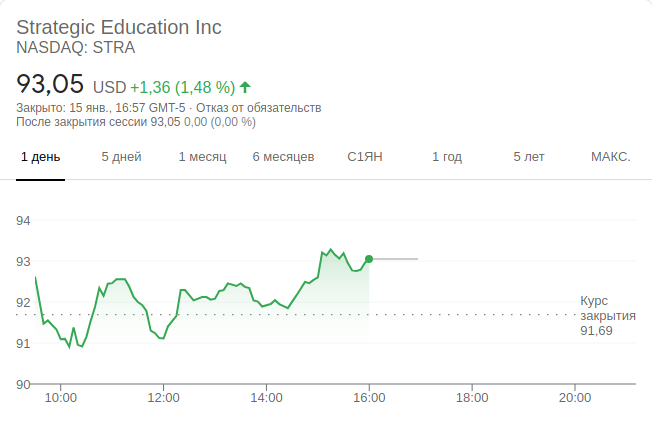 Strategic Education Inc
NASDAQ: STRA
93,05 USD +1,36 (1,48 %)
Закрыто: 15 янв., 16:57 GMT-5 · Отказ от обязательств
После закрытия сессии 93,05 0,00 (0,00 %)
1 день 5 дней 1 месяц 6 месяцев С1ЯН 1 год 5 лет МАКС.
94
93
92
Курс
закрытия
91,69
91
90
10:00 12:00 14:00 16:00 18:00 20:00